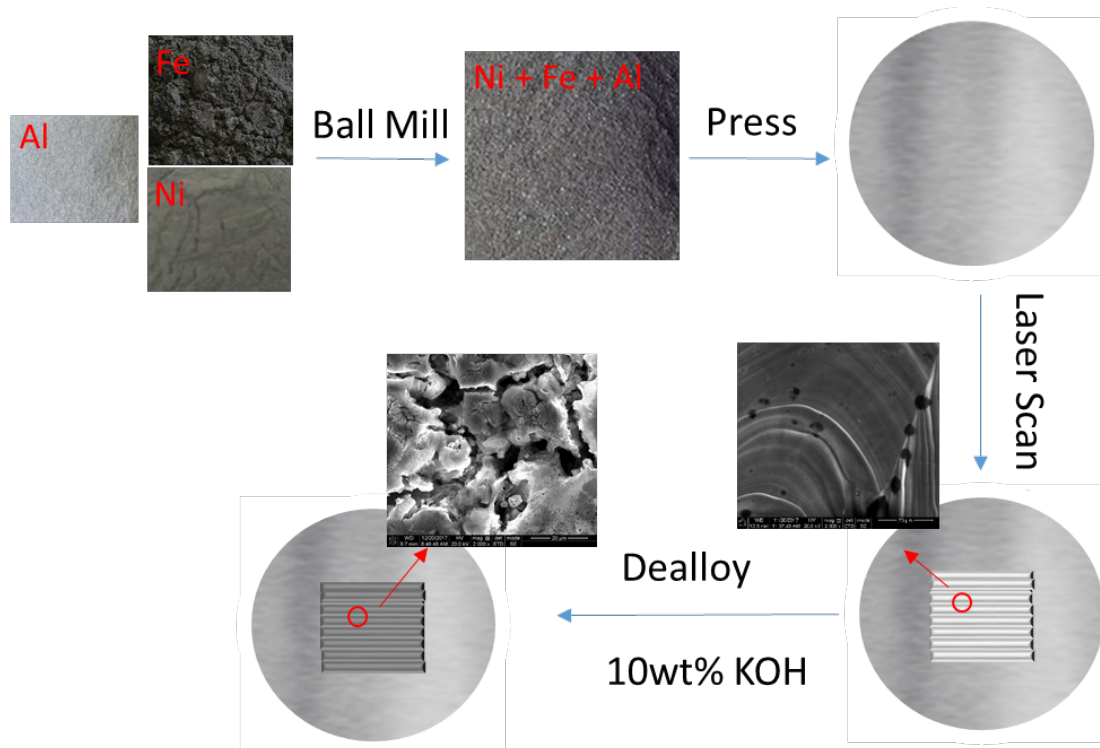 Fe
Al
Ni
Ball Mill
Ni + Fe + Al
Press
Laser Scan
Dealloy
10wt% KOH